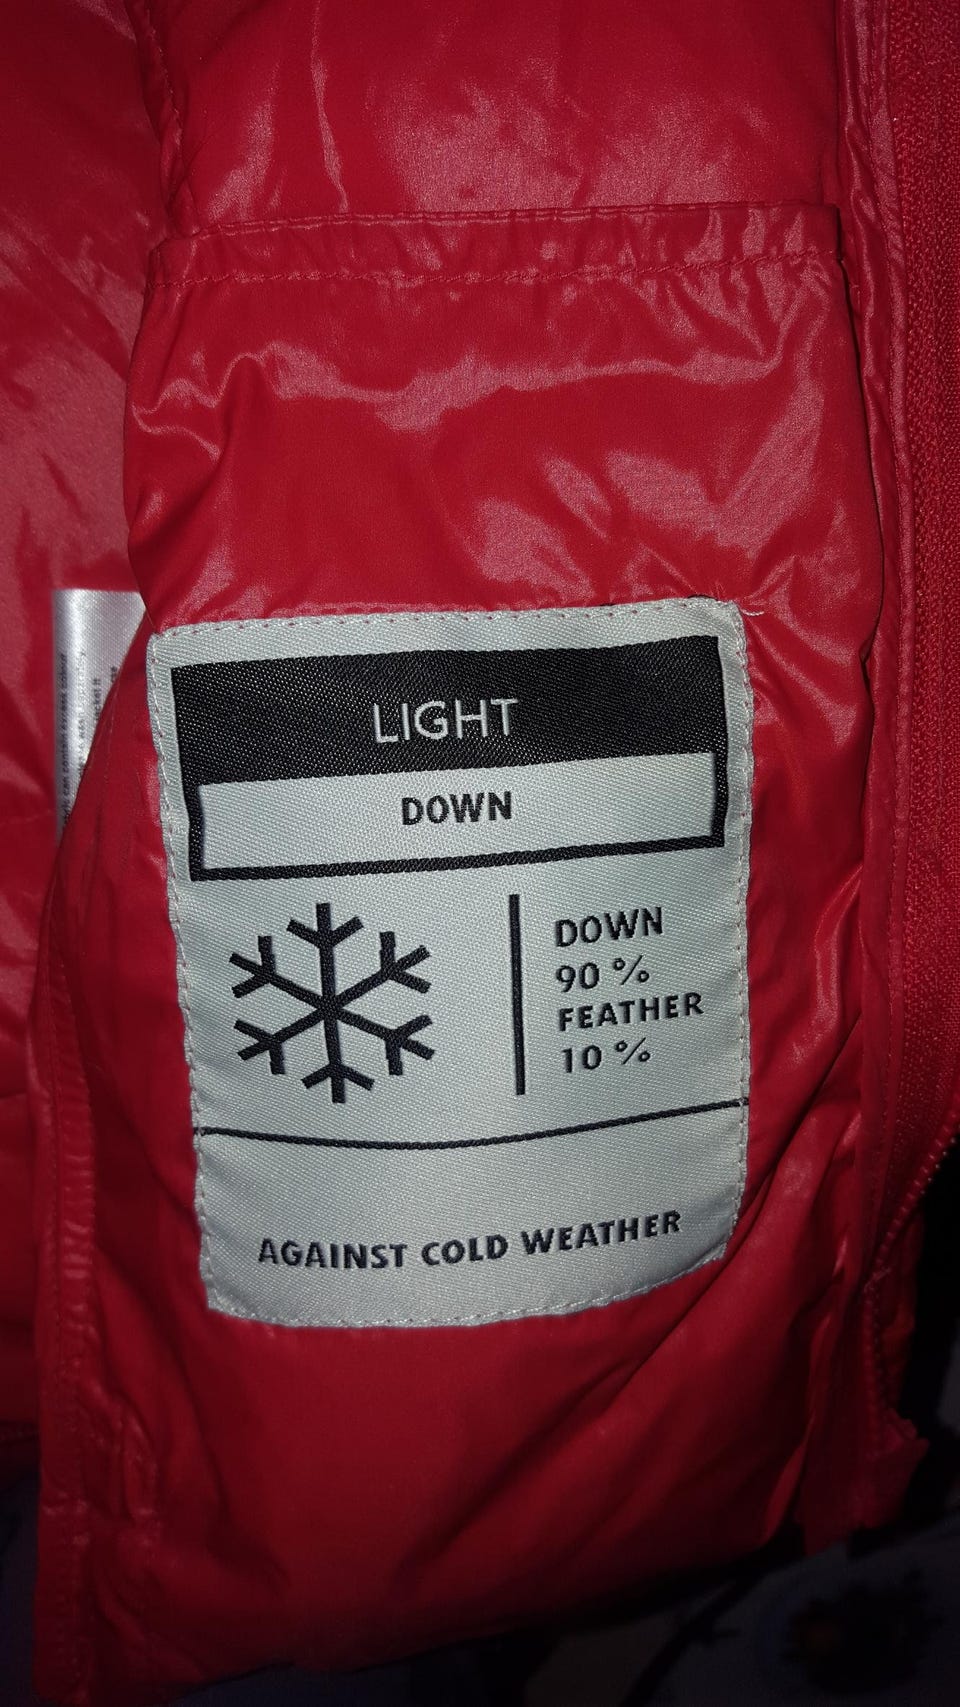 LIGHT
DOWN
DOWN
90 %
FEATHER
10 %
AGAINST COLD WEATHER